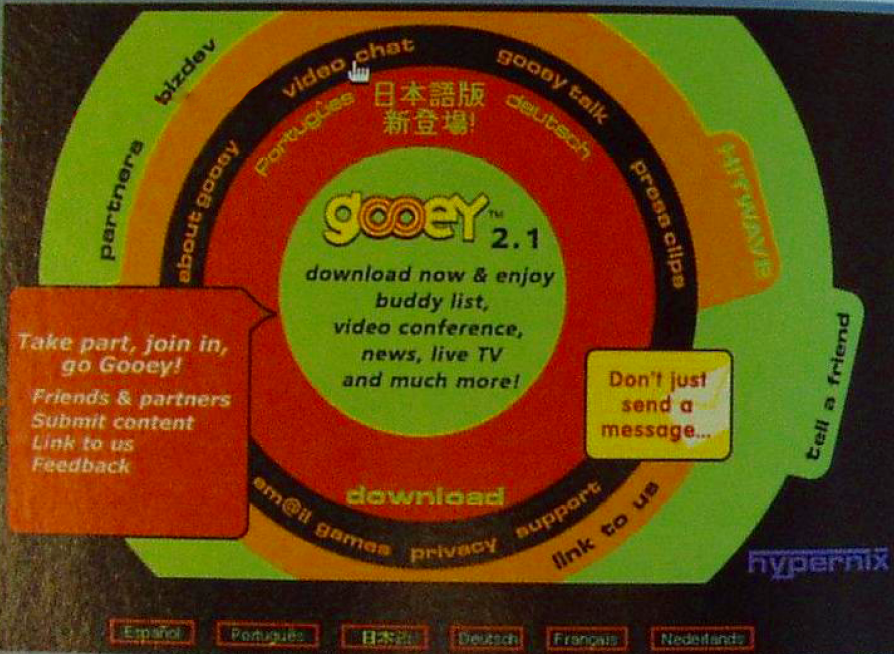 bizdev
partners
video chat
gooey talk
about gooey
press clips
Português
日本語版
新登場!
deutsch
HIYWAVE
gooey™ 2.1
download now & enjoy
buddy list,
video conference,
news, live TV
and much more!
Take part, join in,
go Gooey!
Friends & partners
Submit content
Link to us
Feedback
Don't just
send a
message...
tell a friend
download
em@il games
privacy
support
link to us
hypernix
Español
Português
日本語
Deutsch
Français
Nederlands